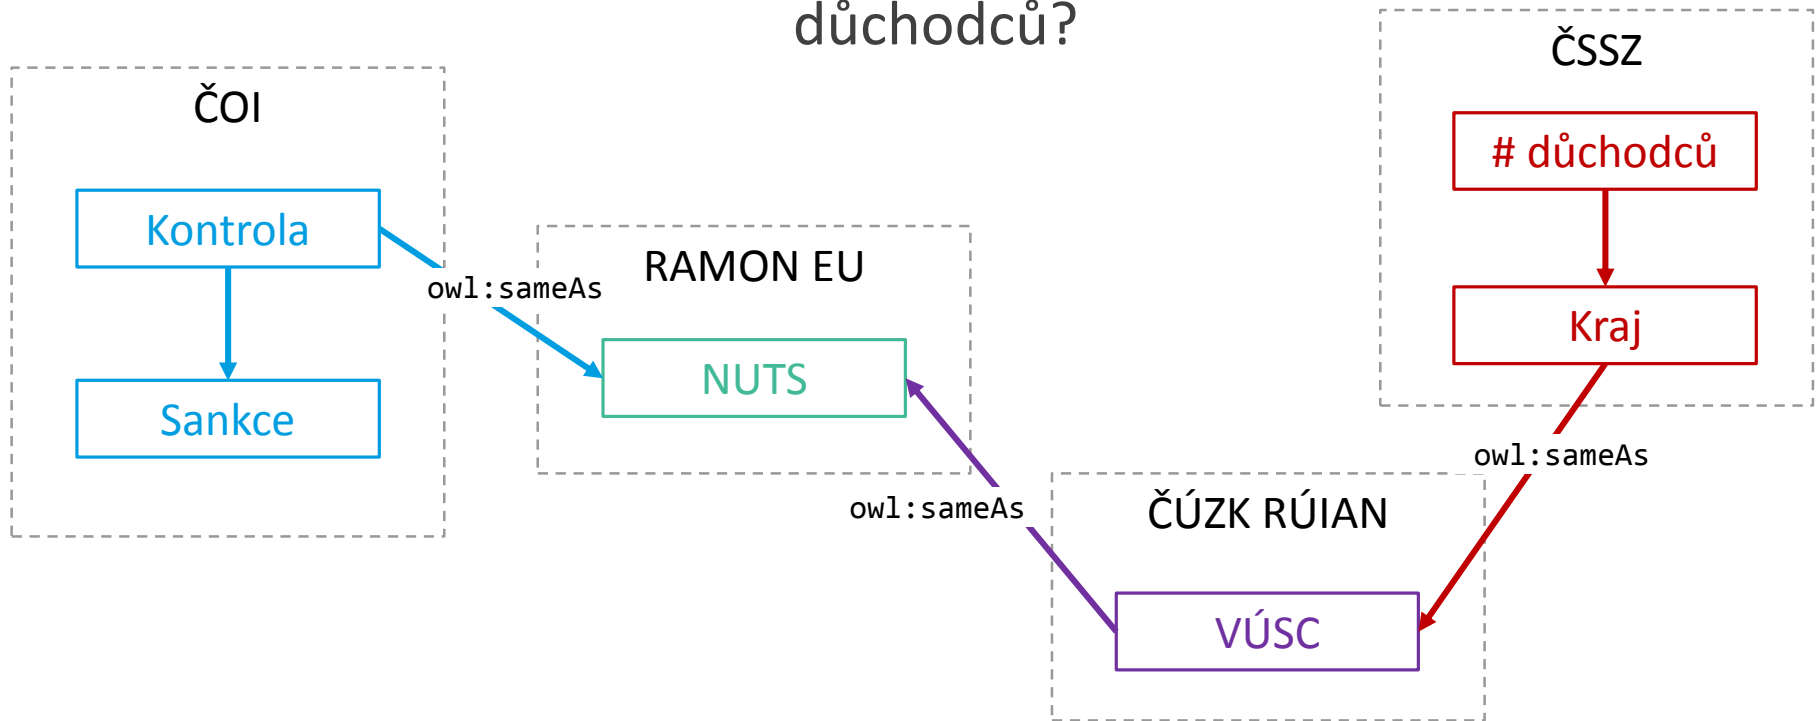 důchodců?
ČOI
Kontrola
Sankce
owl:sameAs
RAMON EU
NUTS
owl:sameAs
ČÚZK RÚIAN
VÚSC
ČSSZ
# důchodců
Kraj
owl:sameAs